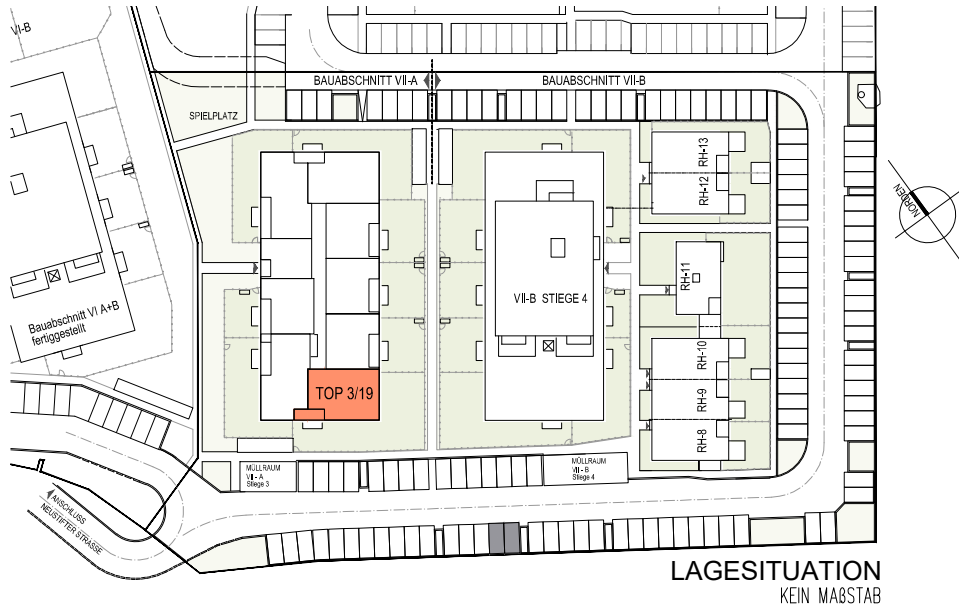 VI-B
BAUABSCHNITT VII-A
BAUABSCHNITT VII-B
SPIELPLATZ
RH-13
RH-12
NORDEN
RH-11
VII-B STIEGE 4
Bauabschnitt VI A+B
fertiggestellt
RH-10
TOP 3/19
RH-9
RH-8
MÜLLRAUM
VII - A
Stiege 3
MÜLLRAUM
VII - B
Stiege 4
ANSCHLUSS
NEUSTIFTER STRASSE
LAGESITUATION
KEIN MAßSTAB